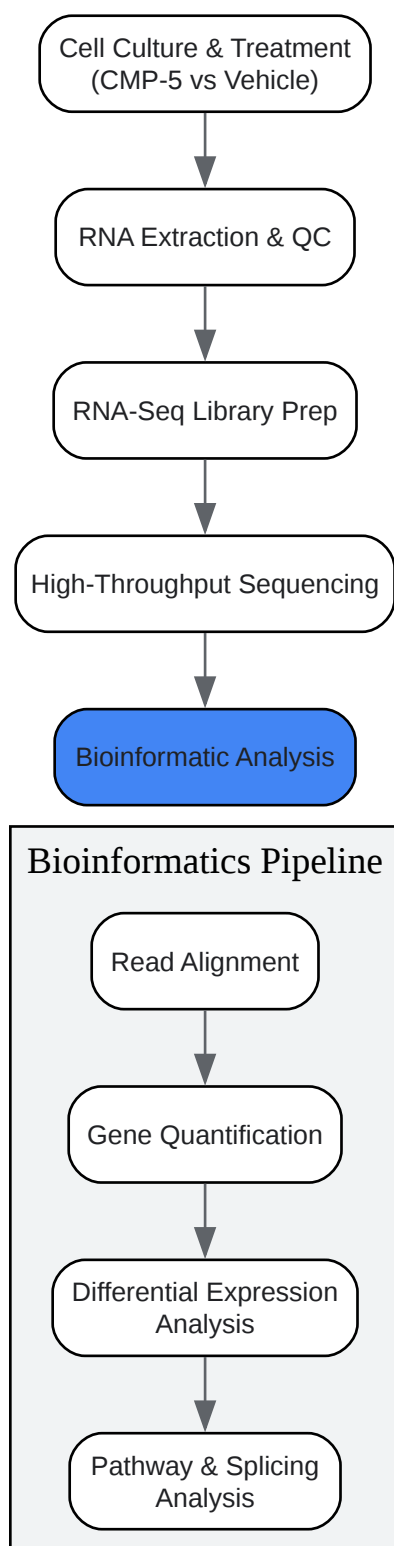 Cell Culture & Treatment
(CMP-5 vs Vehicle)
RNA Extraction & QC
RNA-Seq Library Prep
High-Throughput Sequencing
Bioinformatic Analysis
Bioinformatics Pipeline
Read Alignment
Gene Quantification
Differential Expression
Analysis
Pathway & Splicing
Analysis